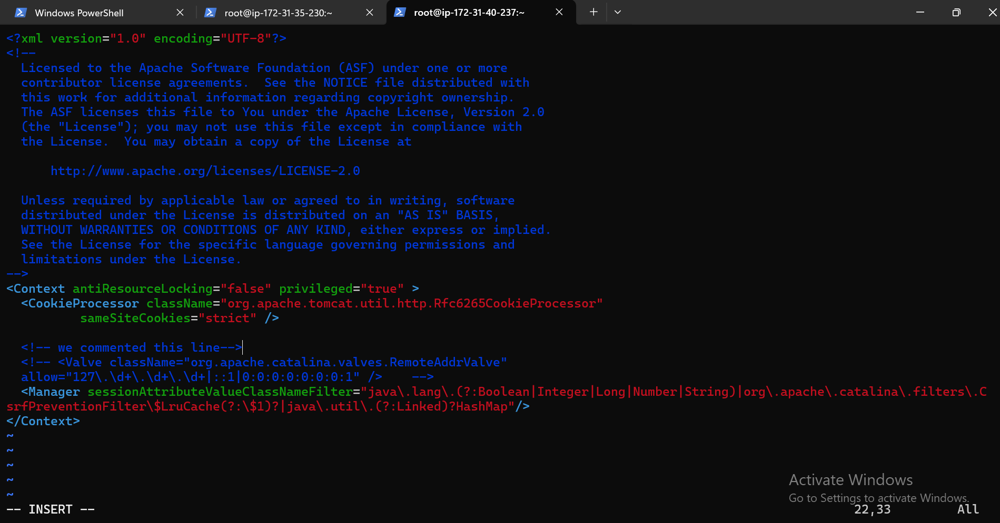 Windows PowerShell
root@ip-172-31-35-230:~
root@ip-172-31-40-237:~
<?xml version="1.0" encoding="UTF-8"?>
<!--
  Licensed to the Apache Software Foundation (ASF) under one or more
  contributor license agreements.  See the NOTICE file distributed with
  this work for additional information regarding copyright ownership.
  The ASF licenses this file to You under the Apache License, Version 2.0
  (the "License"); you may not use this file except in compliance with
  the License.  You may obtain a copy of the License at
      http://www.apache.org/licenses/LICENSE-2.0
  Unless required by applicable law or agreed to in writing, software
  distributed under the License is distributed on an "AS IS" BASIS,
  WITHOUT WARRANTIES OR CONDITIONS OF ANY KIND, either express or implied.
  See the License for the specific language governing permissions and
  limitations under the License.
-->
<Context antiResourceLocking="false" privileged="true" >
  <CookieProcessor className="org.apache.tomcat.util.http.Rfc6265CookieProcessor"
          sameSiteCookies="strict" />
  <!-- we commented this line-->
  <!-- <Valve className="org.apache.catalina.valves.RemoteAddrValve"
  allow="127\.\d+\.\d+\.\d+|::1|0:0:0:0:0:0:0:1" />    -->
  <Manager sessionAttributeValueClassNameFilter="java\.lang\.(?:Boolean|Integer|Long|Number|String)|org\.apache\.catalina\.filters\.C
srfPreventionFilter\$LruCache(?:\$1)?|java\.util\.(?:Linked)?HashMap"/>
</Context>
~
~
~
~
~
Activate Windows
Go to Settings to activate Windows.
-- INSERT --
22,33
All